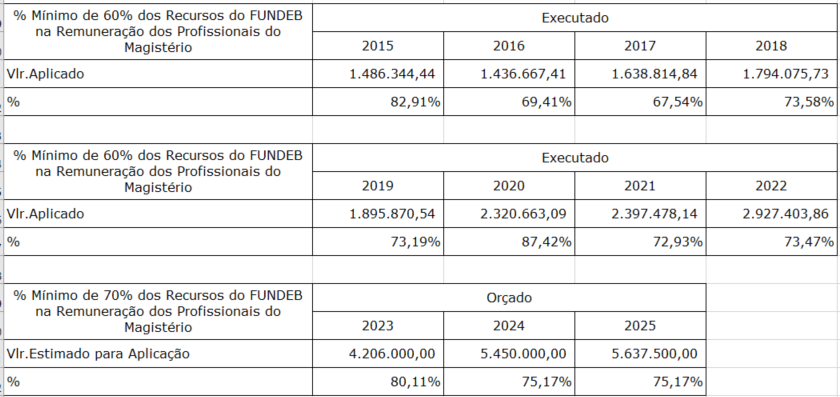 % Mínimo de 60% dos Recursos do FUNDEB
na Remuneração dos Profissionais do
Magistério
Executado
2015 2016 2017 2018
Vlr.Aplicado 1.486.344,44 1.436.667,41 1.638.814,84 1.794.075,73
% 82,91% 69,41% 67,54% 73,58%
% Mínimo de 60% dos Recursos do FUNDEB
na Remuneração dos Profissionais do
Magistério
Executado
2019 2020 2021 2022
Vlr.Aplicado 1.895.870,54 2.320.663,09 2.397.478,14 2.927.403,86
% 73,19% 87,42% 72,93% 73,47%
% Mínimo de 70% dos Recursos do FUNDEB
na Remuneração dos Profissionais do
Magistério
Orçado
2023 2024 2025
Vlr.Estimado para Aplicação 4.206.000,00 5.450.000,00 5.637.500,00
% 80,11% 75,17% 75,17%